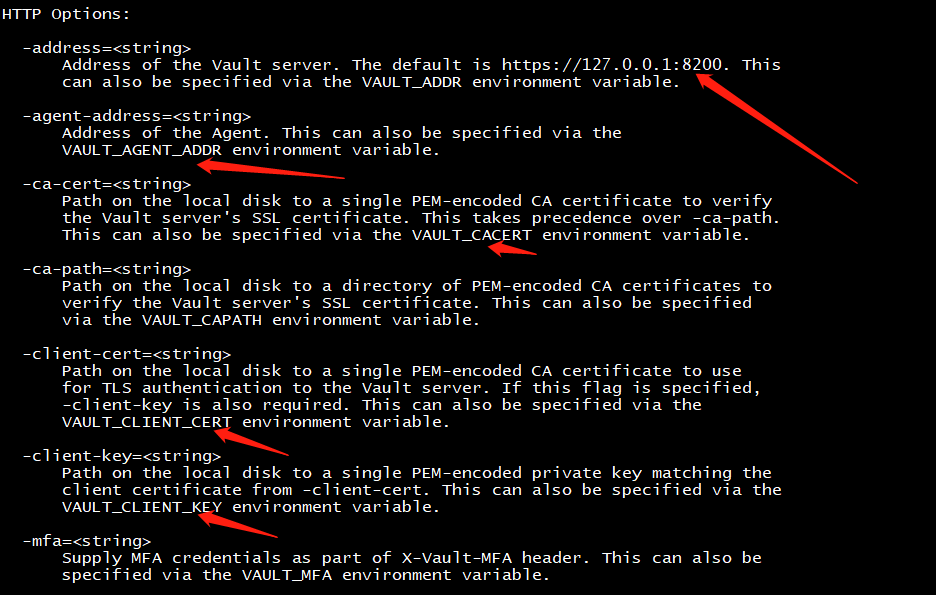 HTTP Options:
-address=<string>
Address of the Vault server. The default is https://127.0.0.1:8200. This
can also be specified via the VAULT_ADDR environment variable.
-agent-address=<string>
Address of the Agent. This can also be specified via the
VAULT_AGENT_ADDR environment variable.
-ca-cert=<string>
Path on the local disk to a single PEM-encoded CA certificate to verify
the Vault server's SSL certificate. This takes precedence over -ca-path.
This can also be specified via the VAULT_CACERT environment variable.
-ca-path=<string>
Path on the local disk to a directory of PEM-encoded CA certificates to
verify the Vault server's SSL certificate. This can also be specified
via the VAULT_CAPATH environment variable.
-client-cert=<string>
Path on the local disk to a single PEM-encoded CA certificate to use
for TLS authentication to the Vault server. If this flag is specified,
-client-key is also required. This can also be specified via the
VAULT_CLIENT_CERT environment variable.
-client-key=<string>
Path on the local disk to a single PEM-encoded private key matching the
client certificate from -client-cert. This can also be specified via the
VAULT_CLIENT_KEY environment variable.
-mfa=<string>
Supply MFA credentials as part of X-Vault-MFA header. This can also be
specified via the VAULT_MFA environment variable.